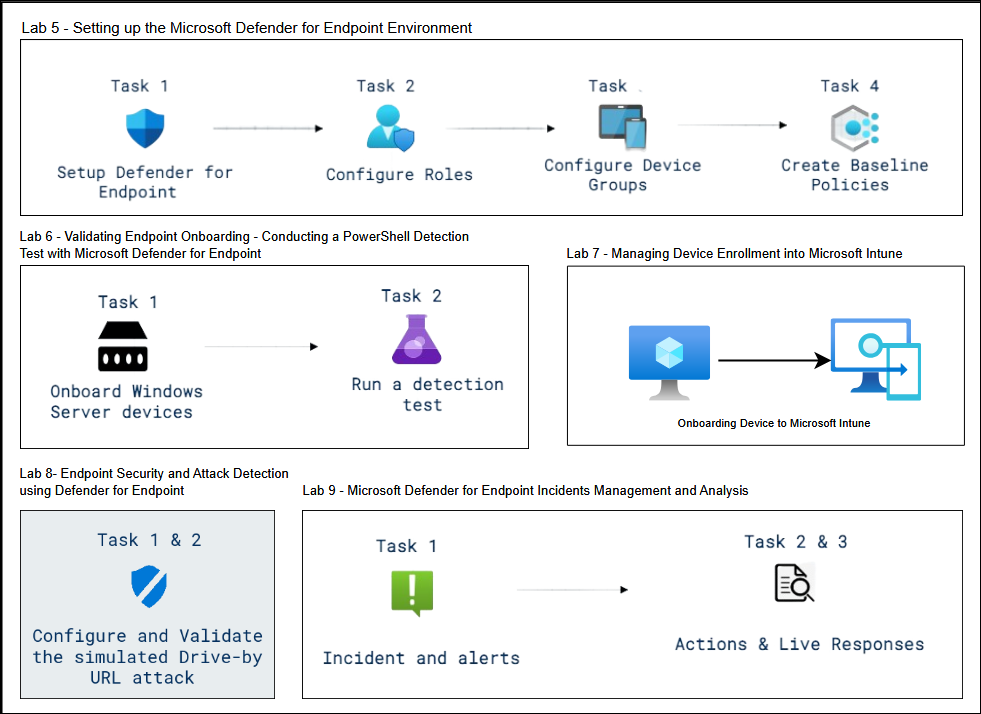 Lab 5 - Setting up the Microsoft Defender for Endpoint Environment
Task 1
Task 2
Task
Task 4
Setup Defender for
Endpoint
Configure Roles
Configure Device
Groups
Create Baseline
Policies
Lab 6 - Validating Endpoint Onboarding - Conducting a PowerShell Detection
Test with Microsoft Defender for Endpoint
Task 1
Task 2
Onboard Windows
Server devices
Run a detection
test
Lab 7 - Managing Device Enrollment into Microsoft Intune
Onboarding Device to Microsoft Intune
Lab 8- Endpoint Security and Attack Detection
using Defender for Endpoint
Task 1 & 2
Configure and Validate
the simulated Drive-by
URL attack
Lab 9 - Microsoft Defender for Endpoint Incidents Management and Analysis
Task 1
Task 2 & 3
Incident and alerts
Actions & Live Responses